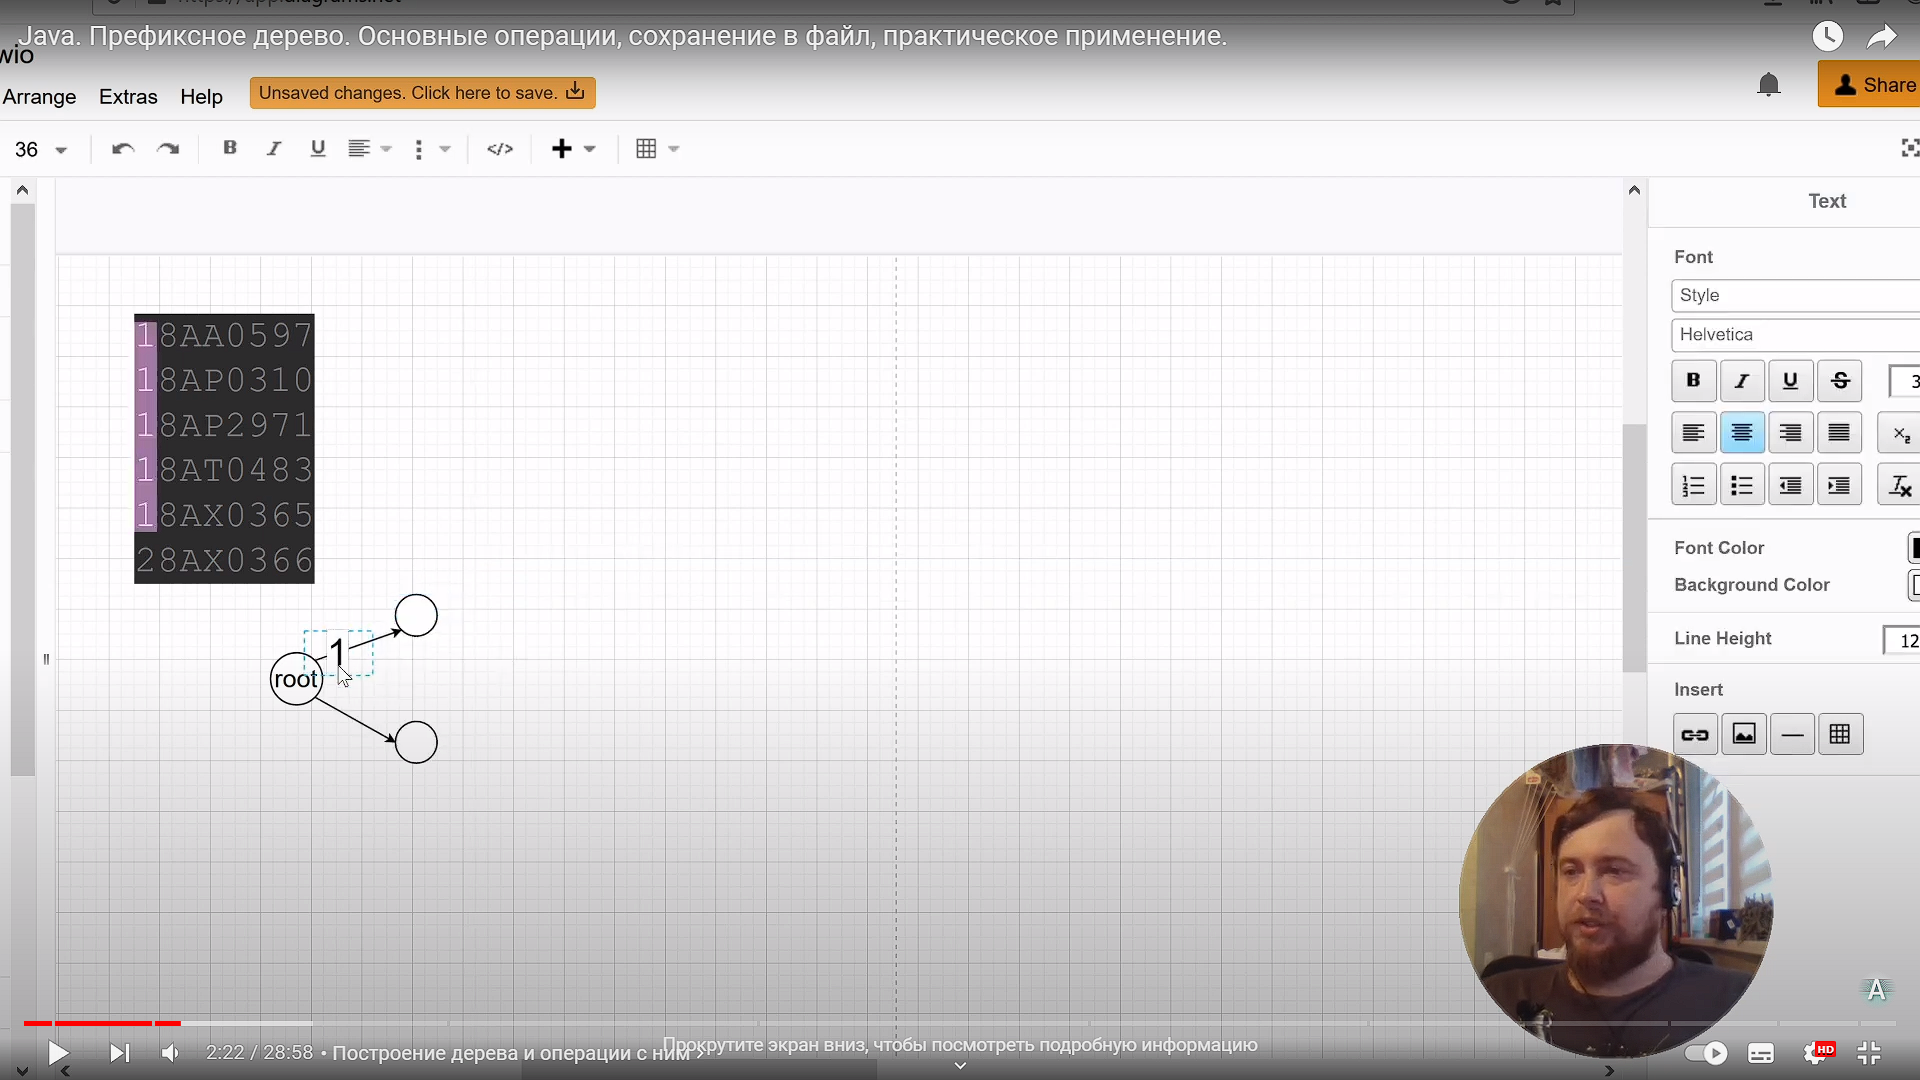 Java. Префиксное дерево. Основные операции, сохранение в файл, практическое применение.
wio
Arrange Extras Help Unsaved changes. Click here to save. Share
36 B I U
Text
Font
Style
Helvetica
B I U S 3
18AA0597
18AP0310
18AP2971
18AT0483
18AX0365
28AX0366
Font Color
Background Color
Line Height 12
Insert
1
root
A
2:22 / 28:58 • Построение дерева и операции с ним
Прокрутите экран вниз, чтобы посмотреть подробную информацию
HD